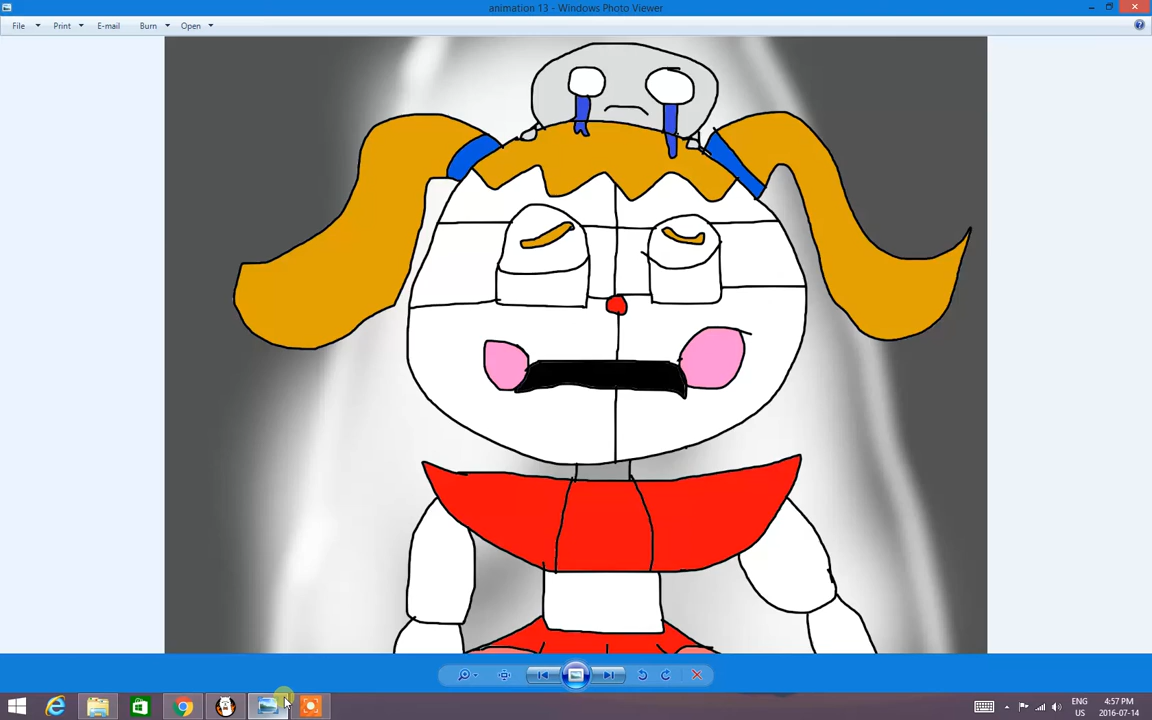 animation 13 - Windows Photo Viewer
File Print E-mail Burn Open
ENG 4:57 PM
US 2016-07-14